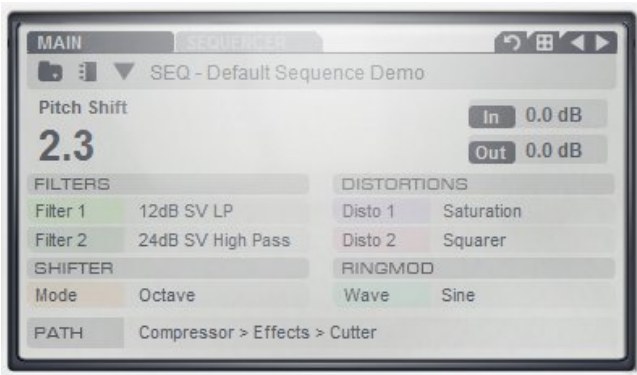 MAIN SEQUENCER
SEQ - Default Sequence Demo
Pitch Shift
2.3
In 0.0 dB
Out 0.0 dB
FILTERS
Filter 1 12dB SV LP
Filter 2 24dB SV High Pass
DISTORTIONS
Disto 1 Saturation
Disto 2 Squarer
SHIFTER
Mode Octave
RINGMOD
Wave Sine
PATH Compressor > Effects > Cutter